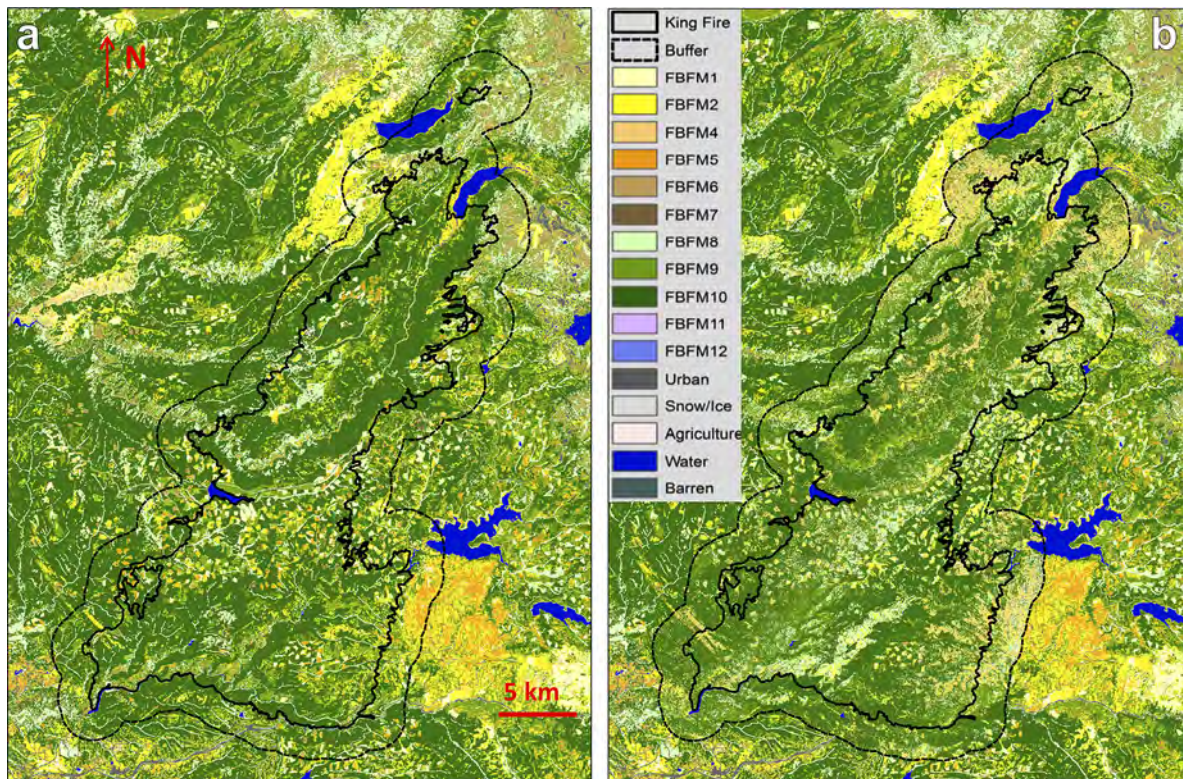 a
N
5 km
b
King Fire
Buffer
FBFM1
FBFM2
FBFM4
FBFM5
FBFM6
FBFM7
FBFM8
FBFM9
FBFM10
FBFM11
FBFM12
Urban
Snow/Ice
Agriculture
Water
Barren